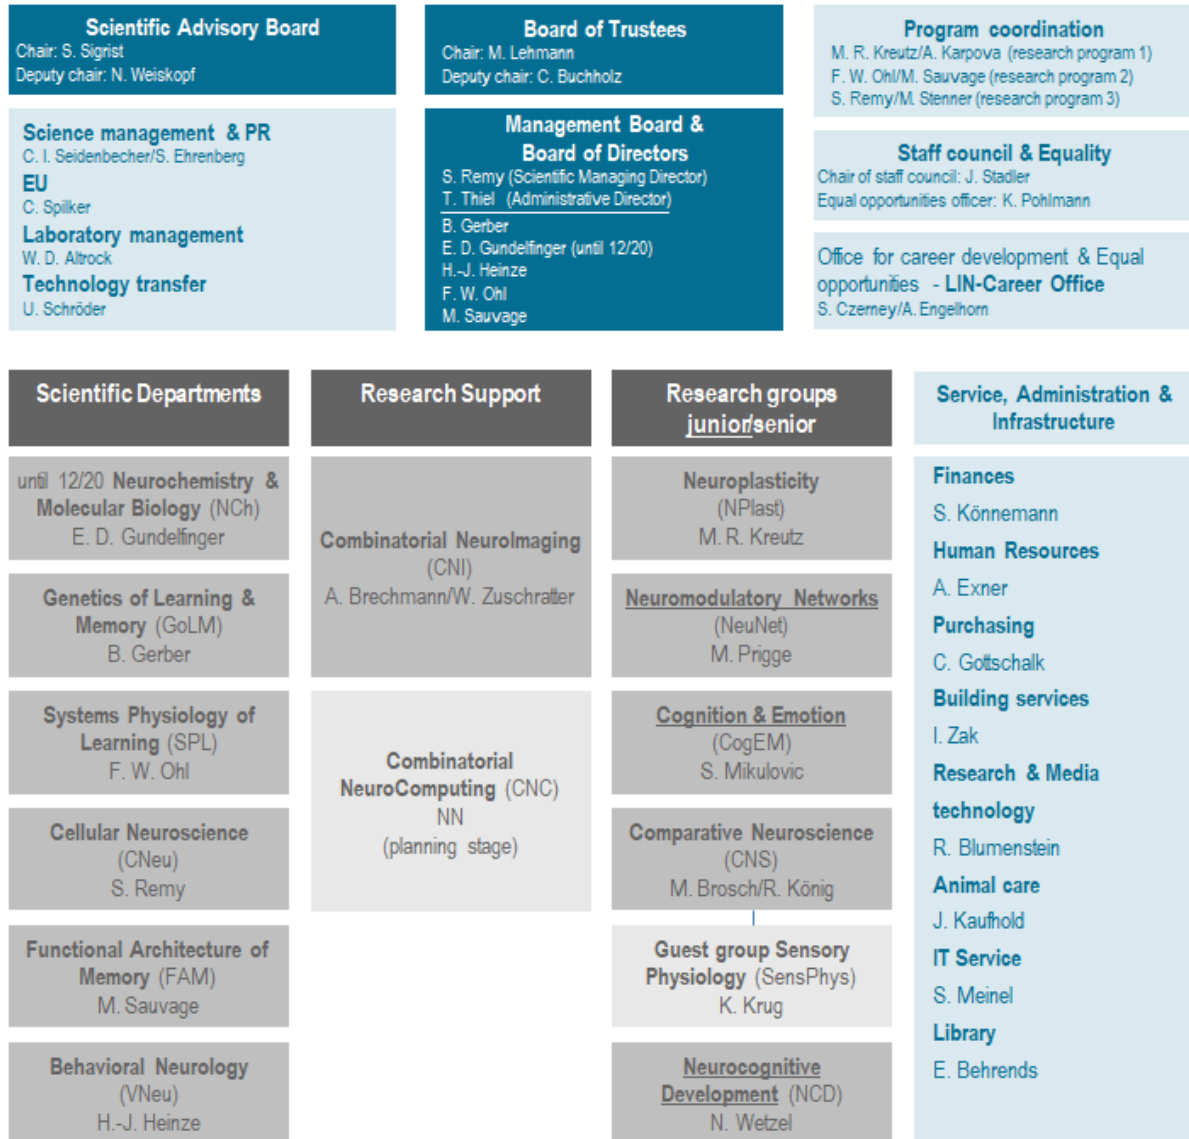 Scientific Advisory Board
Chair: S. Sigrist
Deputy chair: N. Weiskopf
Board of Trustees
Chair: M. Lehmann
Deputy chair: C. Buchholz
Program coordination
M. R. Kreutz/A. Karpova (research program 1)
F. W. Ohl/M. Sauvage (research program 2)
S. Remy/M. Stenner (research program 3)
Science management & PR
C. I. Seidenbecher/S. Ehrenberg
EU
C. Spilker
Laboratory management
W. D. Altrock
Technology transfer
U. Schröder
Management Board &
Board of Directors
S. Remy (Scientific Managing Director)
T. Thiel (Administrative Director)
B. Gerber
E. D. Gundelfinger (until 12/20)
H.-J. Heinze
F. W. Ohl
M. Sauvage
Staff council & Equality
Chair of staff council: J. Stadler
Equal opportunities officer: K. Pohlmann
Office for career development & Equal
opportunities - LIN-Career Office
S. Czerney/A. Engelhorn
Scientific Departments
until 12/20 Neurochemistry &
Molecular Biology (NCh)
E. D. Gundelfinger
Genetics of Learning &
Memory (GoLM)
B. Gerber
Systems Physiology of
Learning (SPL)
F. W. Ohl
Cellular Neuroscience
(CNeu)
S. Remy
Functional Architecture of
Memory (FAM)
M. Sauvage
Behavioral Neurology
(VNeu)
H.-J. Heinze
Research Support
Combinatorial NeuroImaging
(CNI)
A. Brechmann/W. Zuschratter
Combinatorial
NeuroComputing (CNC)
NN
(planning stage)
Research groups
junior/senior
Neuroplasticity
(NPlast)
M. R. Kreutz
Neuromodulatory Networks
(NeuNet)
M. Prigge
Cognition & Emotion
(CogEM)
S. Mikulovic
Comparative Neuroscience
(CNS)
M. Brosch/R. König
Guest group Sensory
Physiology (SensPhys)
K. Krug
Neurocognitive
Development (NCD)
N. Wetzel
Service, Administration &
Infrastructure
Finances
S. Könnemann
Human Resources
A. Exner
Purchasing
C. Gottschalk
Building services
I. Zak
Research & Media
technology
R. Blumenstein
Animal care
J. Kaufhold
IT Service
S. Meinel
Library
E. Behrends